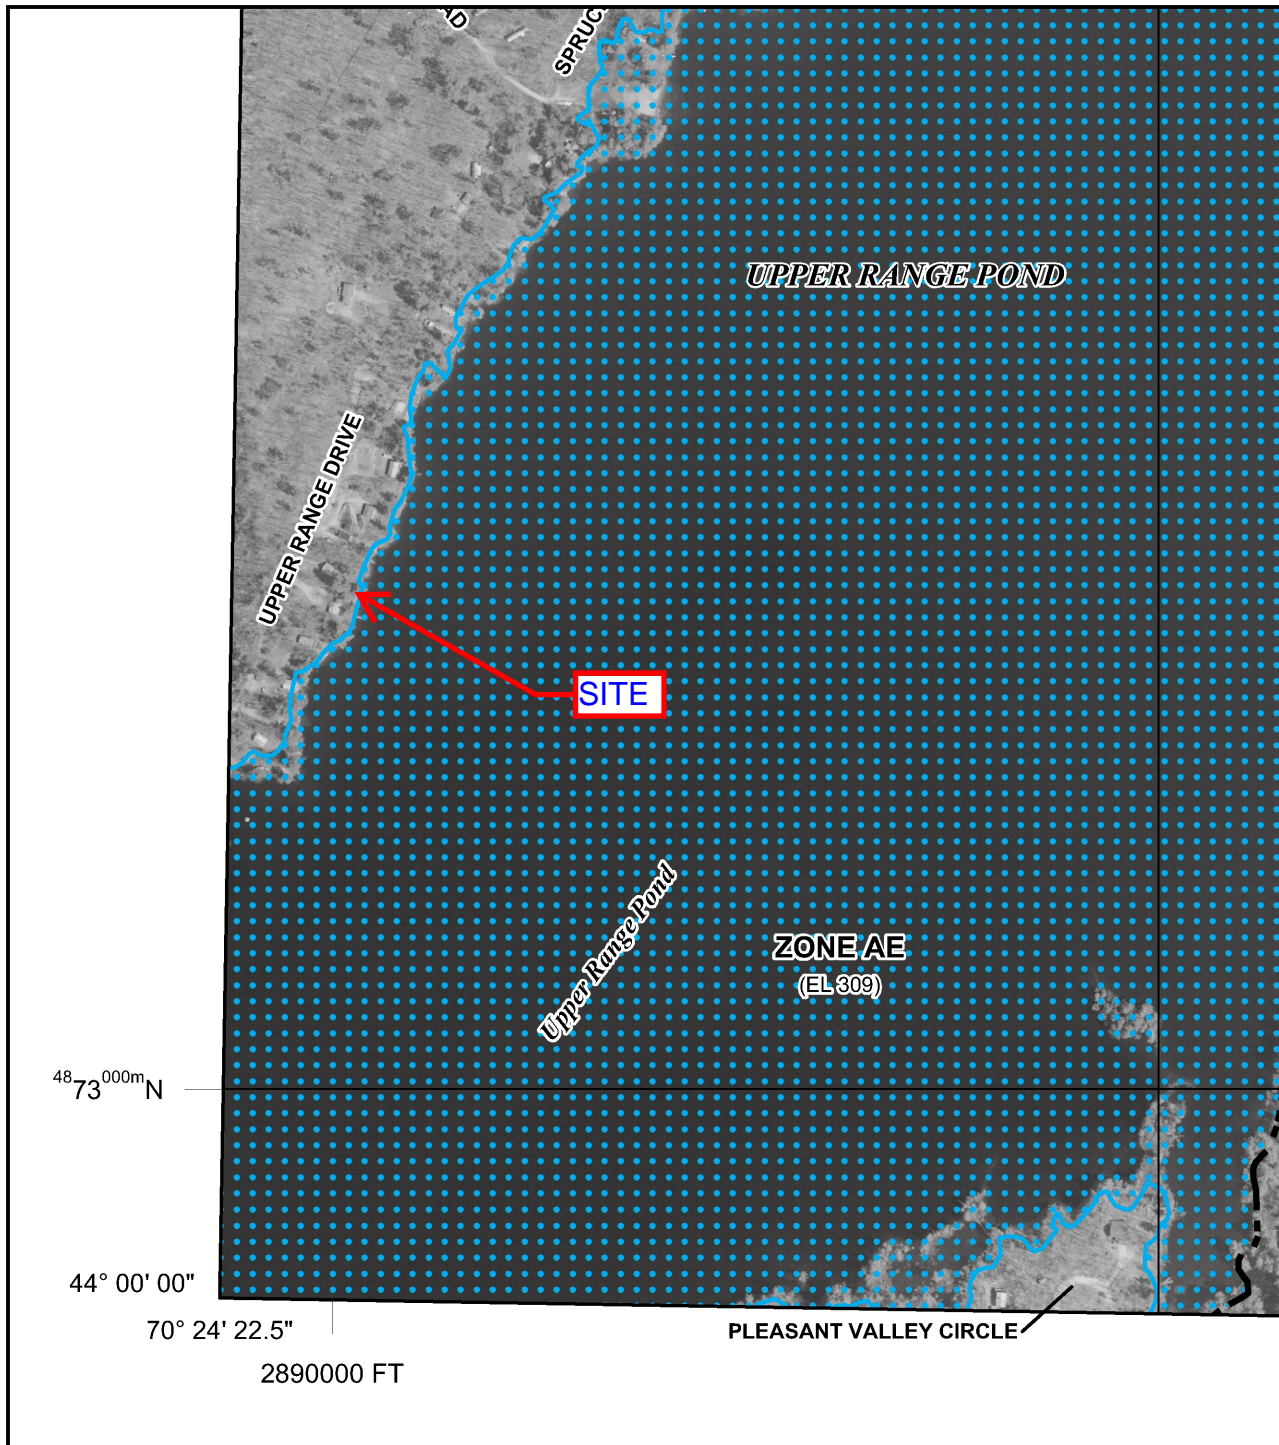 UPPER RANGE POND
UPPER RANGE DRIVE
SITE
Upper Range Pond
ZONE AE
(EL 309)
4873000mN
44° 00' 00"
70° 24' 22.5"
PLEASANT VALLEY CIRCLE
2890000 FT